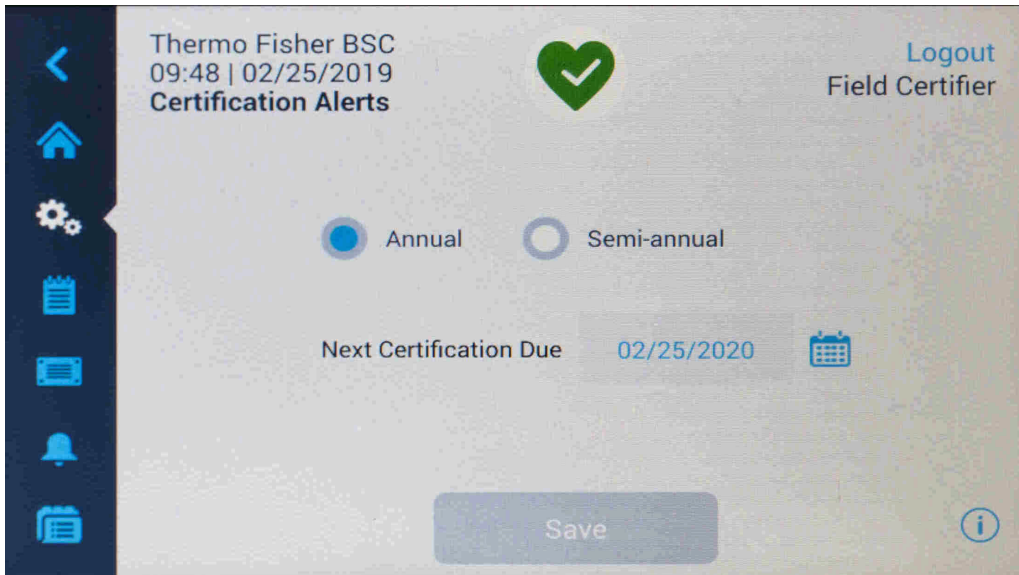 Thermo Fisher BSC
09:48 | 02/25/2019
Certification Alerts
Logout
Field Certifier
Annual
Semi-annual
Next Certification Due
02/25/2020
Save
i